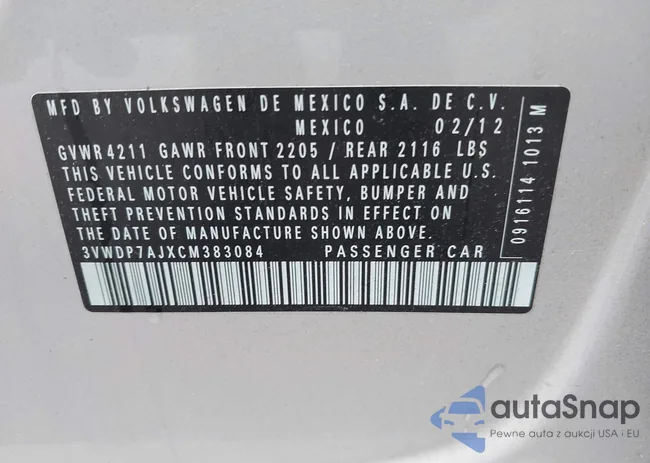 MFD BY VOLKSWAGEN DE MEXICO S.A. DE C.V.
MEXICO 02/12
GVWR 4211 GAWR FRONT 2205 / REAR 2116 LBS
THIS VEHICLE CONFORMS TO ALL APPLICABLE U.S.
FEDERAL MOTOR VEHICLE SAFETY, BUMPER AND
THEFT PREVENTION STANDARDS IN EFFECT ON
THE DATE OF MANUFACTURE SHOWN ABOVE.
3VWDP7AJXCM383084 PASSENGER CAR
0916114 1013 M
autaSnap
Pewne auta z aukcji USA i EU